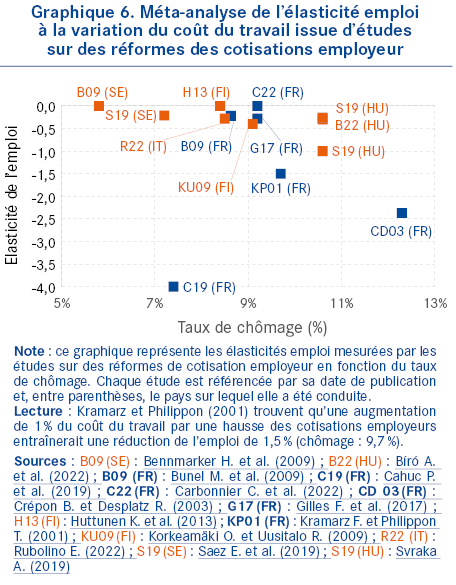 Graphique 6. Méta-analyse de l'élasticité emploi
à la variation du coût du travail issue d'études
sur des réformes des cotisations employeur
B09 (SE)
H13 (FI)
C22 (FR)
0,0
S19 (SE)
S19 (HU)
-0,5
B22 (HU)
R22 (IT)
B09 (FR)
G17 (FR)
-1,0
S19 (HU)
KU09 (FI)
KP01 (FR)
-1,5
-2,0
-2,5
CD03 (FR)
-3,0
-3,5
-4,0
C19 (FR)
Elasticité de l'emploi
5%
7%
9%
11%
13%
Taux de chômage (%)
Note : ce graphique représente les élasticités emploi mesurées par les
études sur des réformes de cotisation employeur en fonction du taux
de chômage. Chaque étude est référencée par sa date de publication
et, entre parenthèses, le pays sur lequel elle a été conduite.
Lecture : Kramarz et Philippon (2001) trouvent qu'une augmentation
de 1 % du coût du travail par une hausse des cotisations employeurs
entraînerait une réduction de l'emploi de 1,5 % (chômage : 9,7 %).
Sources : B09 (SE) : Bennmarker H. et al. (2009) ; B22 (HU) : Bíró A.
et al. (2022) ; B09 (FR) : Bunel M. et al. (2009) ; C19 (FR) : Cahuc P.
et al. (2019) ; C22 (FR) : Carbonnier C. et al. (2022) ; CD 03 (FR) :
Crépon B. et Desplatz R. (2003) ; G17 (FR) : Gilles F. et al. (2017) ;
H13 (FI) : Huttunen K. et al. (2013) ; KP01 (FR) : Kramarz F. et Philippon
T. (2001) ; KU09 (FI) : Korkeamäki O. et Uusitalo R. (2009) ; R22 (IT) :
Rubolino E. (2022) ; S19 (SE) : Saez E. et al. (2019) ; S19 (HU) : Svraka
A. (2019)